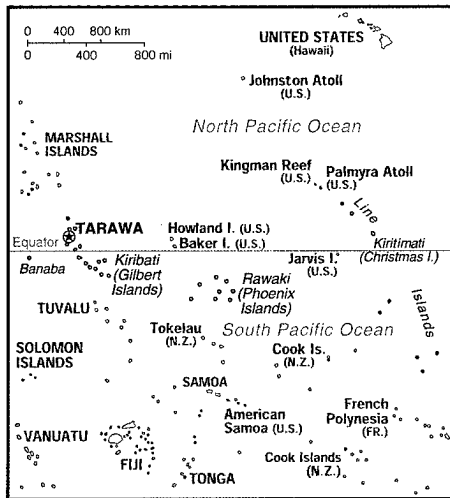 0 400 800 km
0 400 800 mi
UNITED STATES
(Hawaii)
Johnston Atoll
(U.S.)
North Pacific Ocean
MARSHALL
ISLANDS
Kingman Reef
(U.S.)
Palmyra Atoll
(U.S.)
Line
TARAWA
Howland I. (U.S.)
Equator
Baker I. (U.S.)
Jarvis I.
(U.S.)
Kiritimati
(Christmas I.)
Banaba
Kiribati
(Gilbert
Islands)
Rawaki
(Phoenix
Islands)
Islands
TUVALU
Tokelau
(N.Z.)
South Pacific Ocean
SOLOMON
ISLANDS
Cook Is.
(N.Z.)
SAMOA
American
Samoa (U.S.)
French
Polynesia
(FR.)
VANUATU
FIJI
TONGA
Cook Islands
(N.Z.)